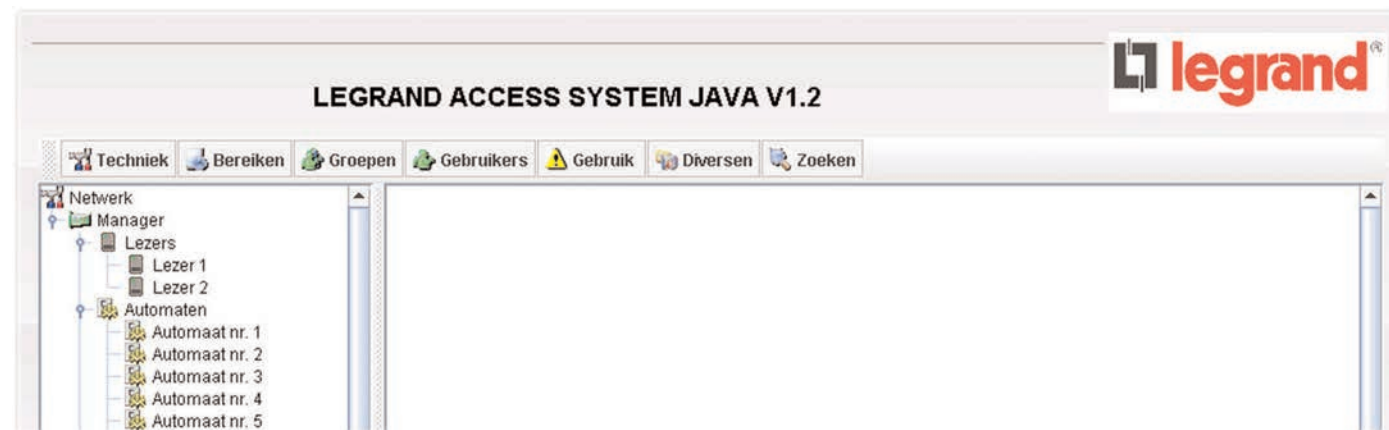 legrand®
LEGRAND ACCESS SYSTEM JAVA V1.2
Techniek Bereiken Groepen Gebruikers Gebruik Diversen Zoeken
Netwerk
Manager
Lezers
Lezer 1
Lezer 2
Automaten
Automaat nr. 1
Automaat nr. 2
Automaat nr. 3
Automaat nr. 4
Automaat nr. 5